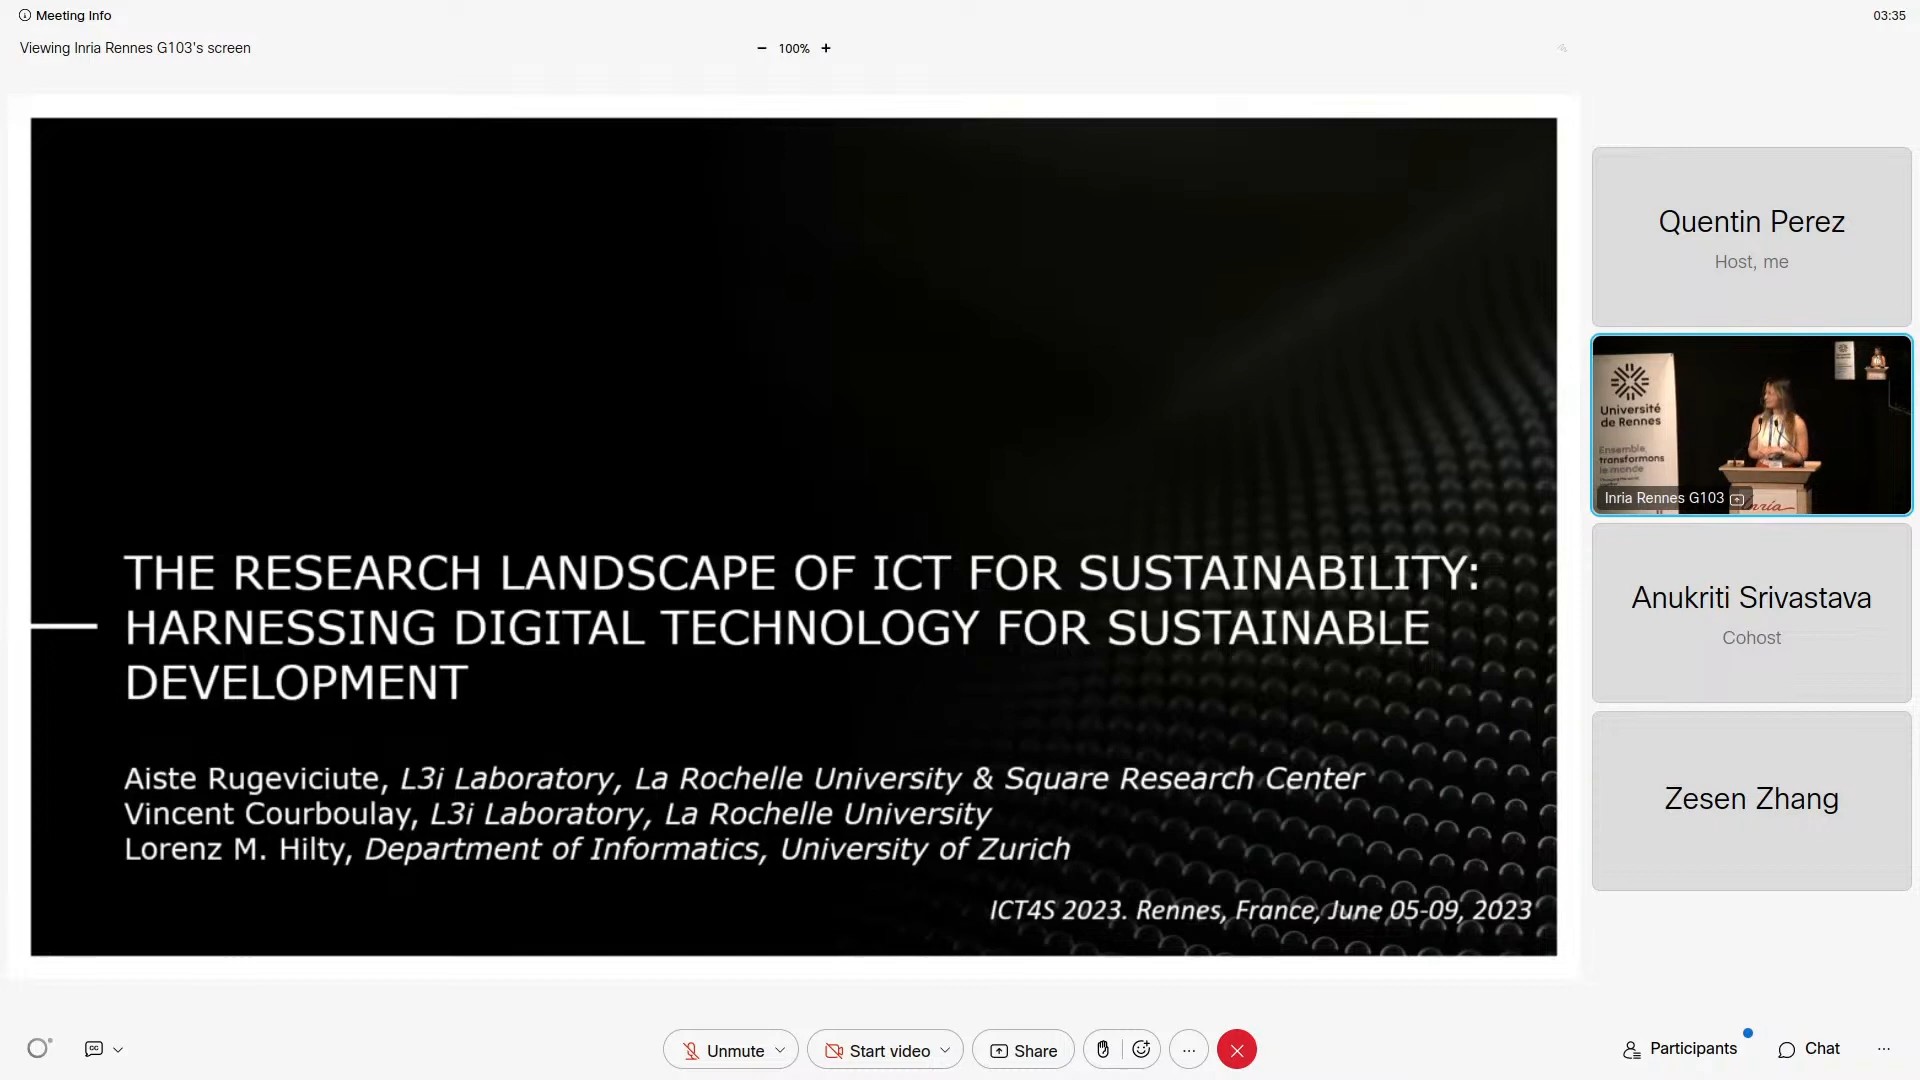 Meeting Info
03:35
Viewing Inria Rennes G103's screen
− 100% +
THE RESEARCH LANDSCAPE OF ICT FOR SUSTAINABILITY:
HARNESSING DIGITAL TECHNOLOGY FOR SUSTAINABLE
DEVELOPMENT
Aiste Rugeviciute, L3i Laboratory, La Rochelle University & Square Research Center
Vincent Courboulay, L3i Laboratory, La Rochelle University
Lorenz M. Hilty, Department of Informatics, University of Zurich
ICT4S 2023. Rennes, France, June 05-09, 2023
Quentin Perez
Host, me
Université
de Rennes
Ensemble,
transformons
le monde
Inria Rennes G103
Inria
Anukriti Srivastava
Cohost
Zesen Zhang
CC
Unmute
Start video
Share
Participants
Chat